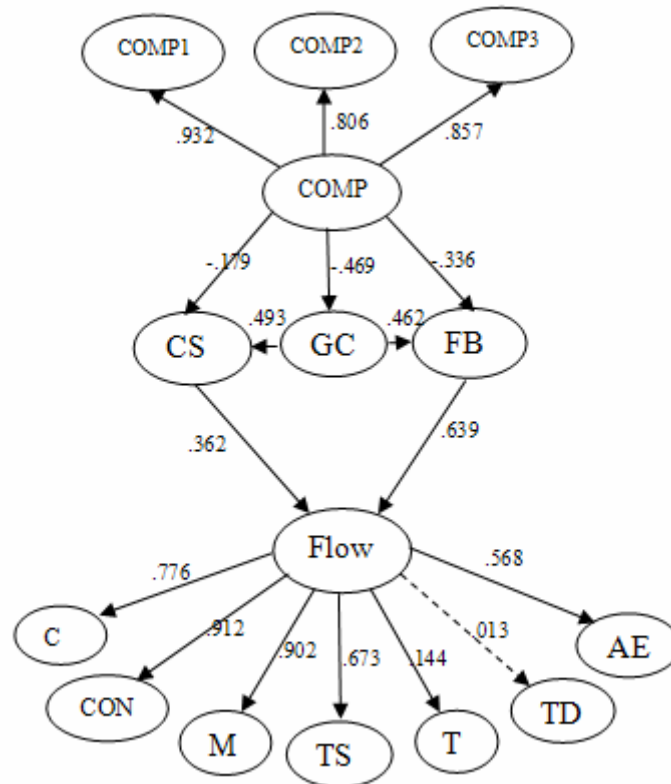 COMP1
COMP2
COMP3
.932
.806
.857
COMP
-.179
-.469
-.336
CS
.493
GC
.462
FB
.362
.639
Flow
.776
.912
.902
.673
.144
.013
.568
C
CON
M
TS
T
TD
AE